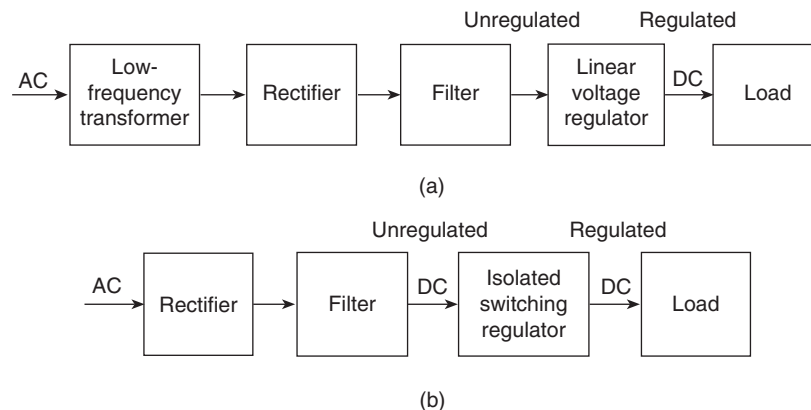 Unregulated Regulated
AC
Low-
frequency
transformer
Rectifier
Filter
Linear
voltage
regulator
DC
Load
(a)
Unregulated Regulated
AC
Rectifier
Filter
DC
Isolated
switching
regulator
DC
Load
(b)